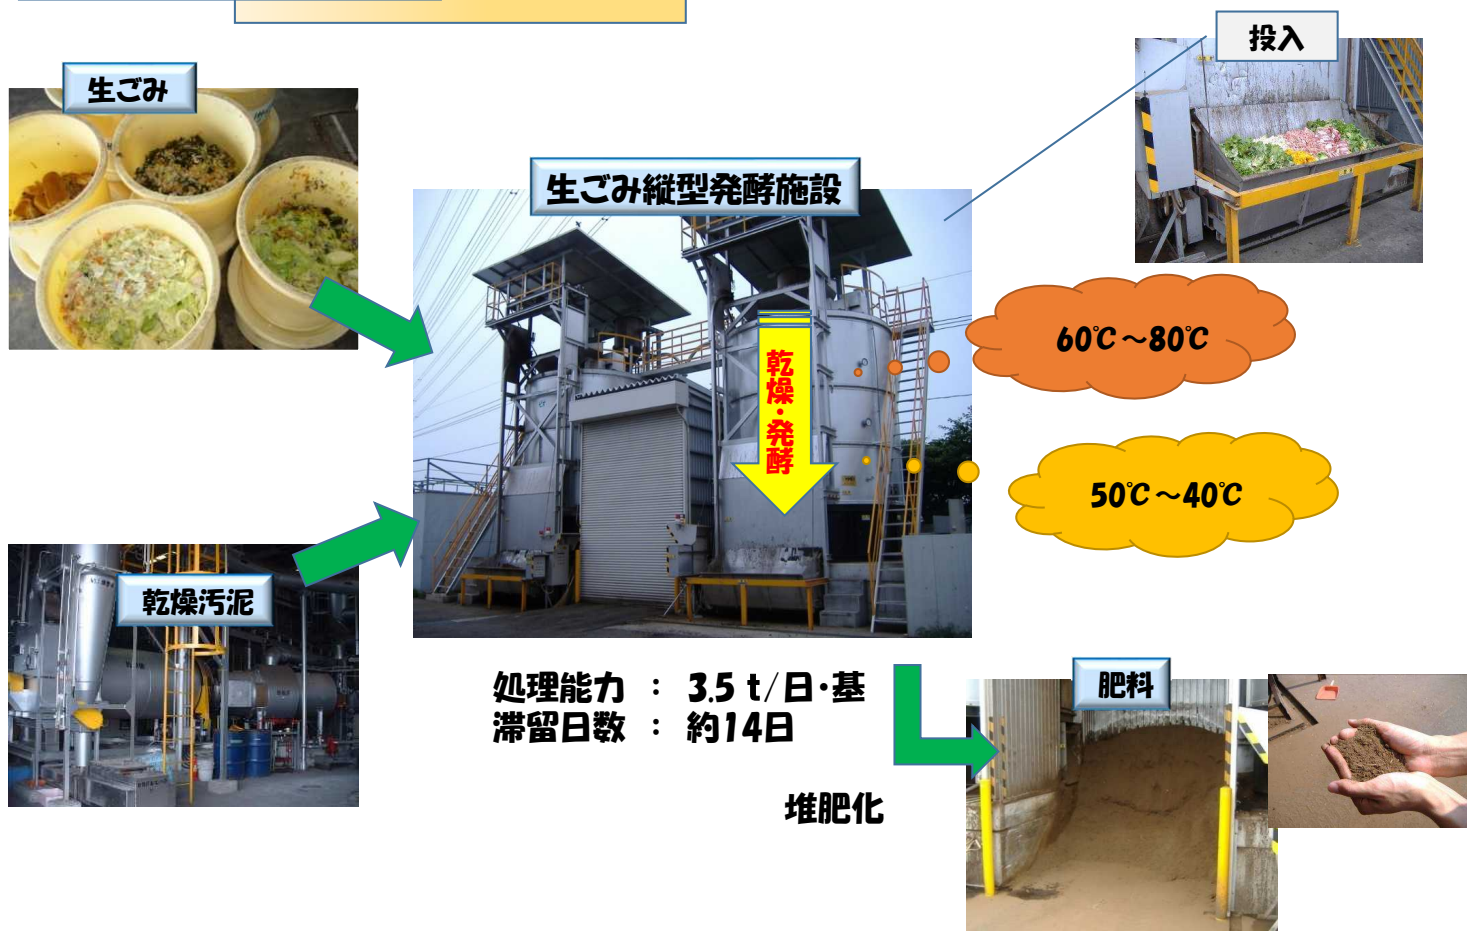 投入
生ごみ
生ごみ縦型発酵施設
60℃～80℃
乾燥・発酵
50℃～40℃
乾燥汚泥
処理能力 ： 3.5 t/日・基
滞留日数 ： 約14日
肥料
堆肥化